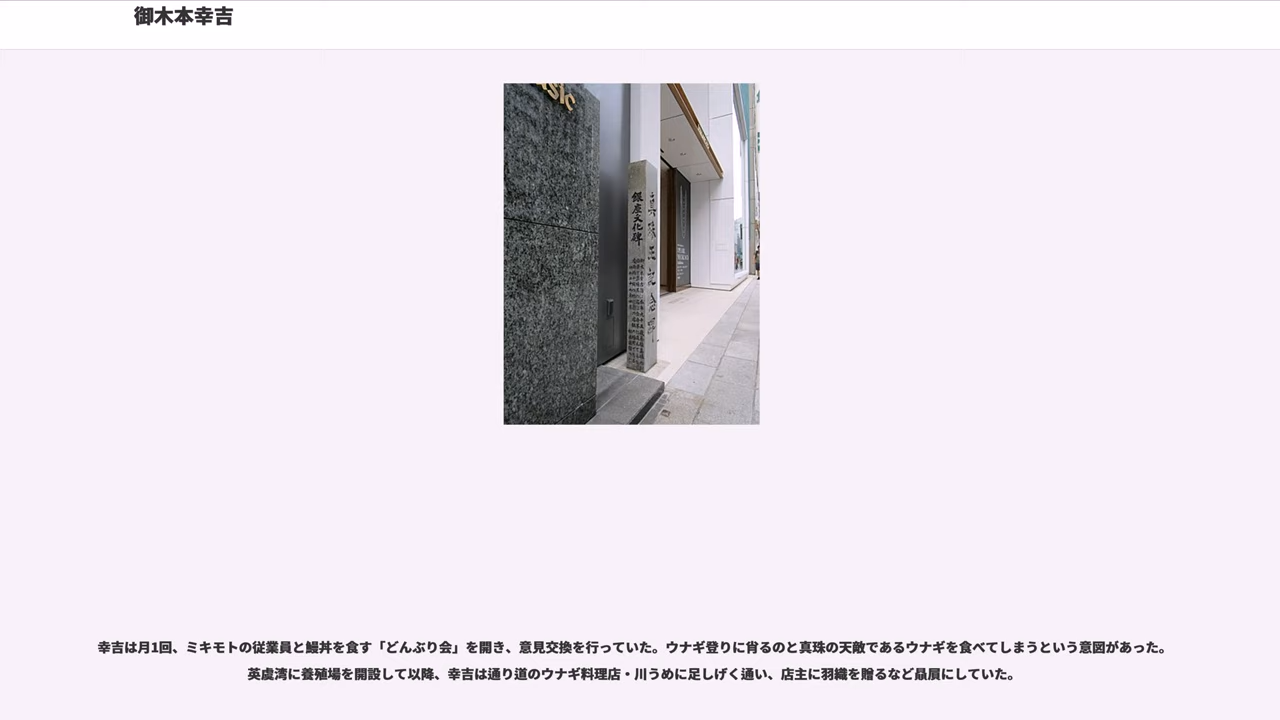 御木本幸吉
銀座文化碑
真珠王記念碑
幸吉は月1回、ミキモトの従業員と鰻丼を食す「どんぶり会」を開き、意見交換を行っていた。ウナギ登りに肖るのと真珠の天敵であるウナギを食べてしまうという意図があった。
英虞湾に養殖場を開設して以降、幸吉は通り道のウナギ料理店・川うめに足しげく通い、店主に羽織を贈るなど贔屓にしていた。